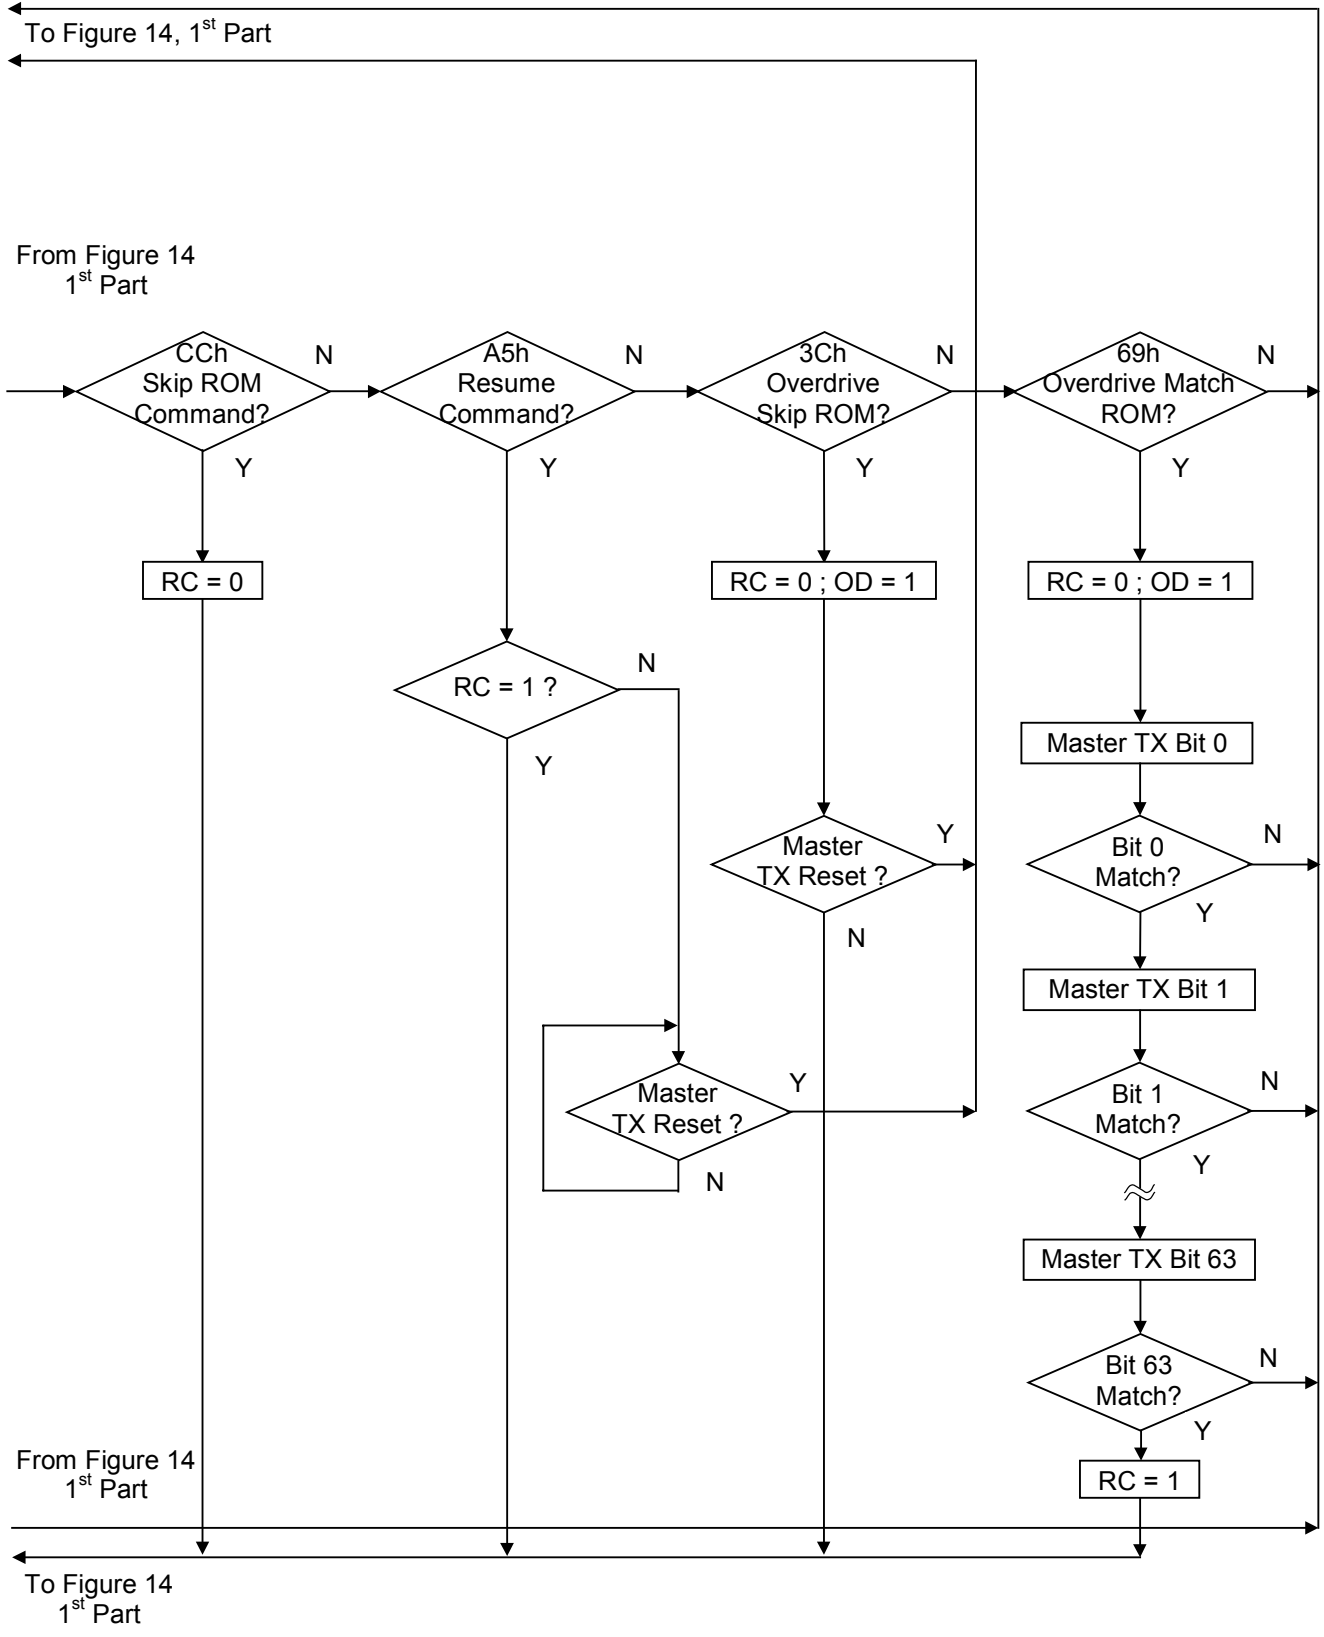 To Figure 14, 1st Part
From Figure 14
1st Part
CCh
Skip ROM
Command?
N
Y
A5h
Resume
Command?
N
Y
3Ch
Overdrive
Skip ROM?
N
Y
69h
Overdrive Match
ROM?
N
Y
RC = 0
RC = 0 ; OD = 1
RC = 0 ; OD = 1
RC = 1 ?
N
Y
Master TX Bit 0
Master
TX Reset ?
Y
N
Bit 0
Match?
N
Y
Master TX Bit 1
Master
TX Reset ?
Y
N
Bit 1
Match?
N
Y
Master TX Bit 63
Bit 63
Match?
N
Y
RC = 1
From Figure 14
1st Part
To Figure 14
1st Part